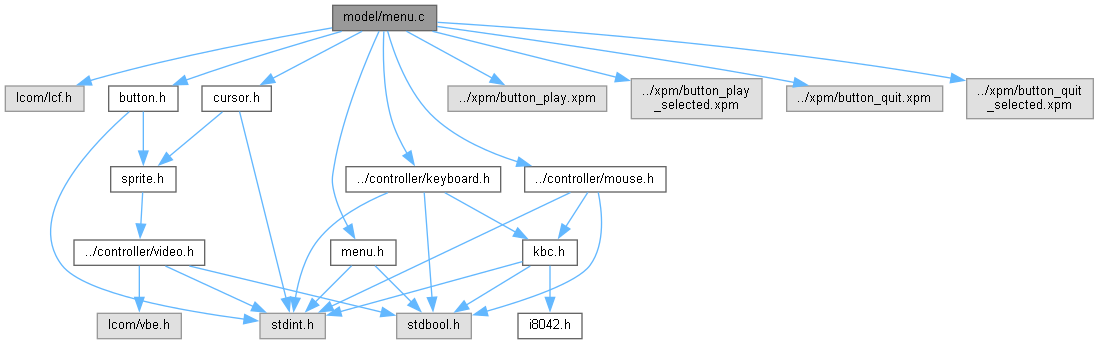 model/menu.c
lcom/lcf.h
button.h
cursor.h
../xpm/button_play.xpm
../xpm/button_play
_selected.xpm
../xpm/button_quit.xpm
../xpm/button_quit
_selected.xpm
sprite.h
../controller/keyboard.h
../controller/mouse.h
../controller/video.h
menu.h
kbc.h
lcom/vbe.h
stdint.h
stdbool.h
i8042.h